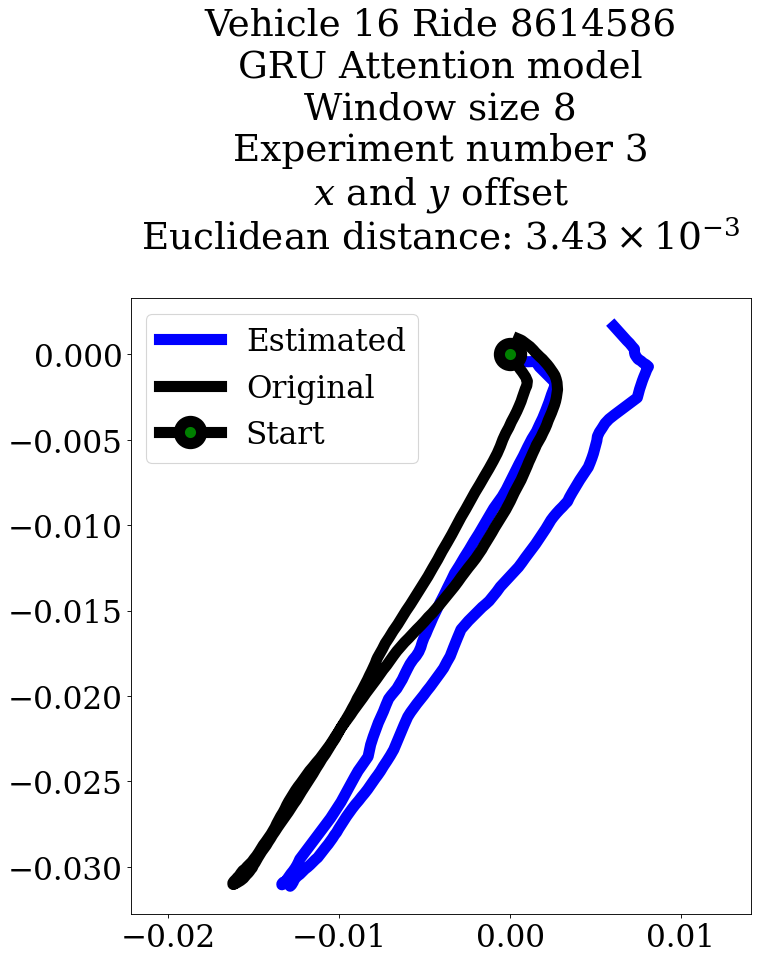 Vehicle 16 Ride 8614586
GRU Attention model
Window size 8
Experiment number 3
x and y offset
Euclidean distance: 3.43 × 10⁻³
Estimated
Original
Start
0.000
−0.005
−0.010
−0.015
−0.020
−0.025
−0.030
−0.02 −0.01 0.00 0.01